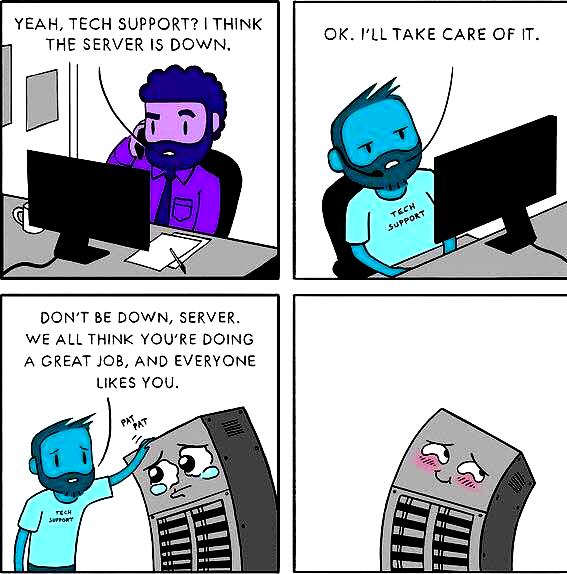 YEAH, TECH SUPPORT? I THINK
THE SERVER IS DOWN.
OK. I'LL TAKE CARE OF IT.
TECH
SUPPORT
DON'T BE DOWN, SERVER.
WE ALL THINK YOU'RE DOING
A GREAT JOB, AND EVERYONE
LIKES YOU.
PAT
PAT
TECH
SUPPORT